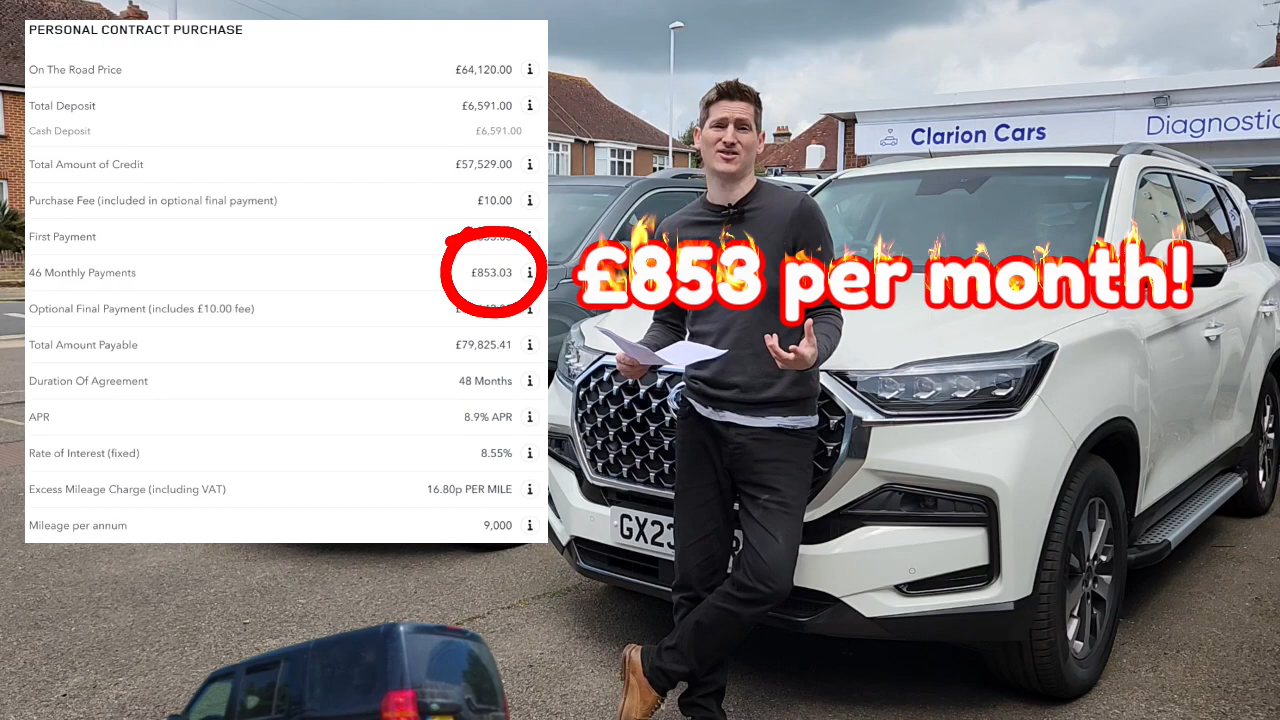 PERSONAL CONTRACT PURCHASE
On The Road Price £64,120.00 i
Total Deposit £6,591.00 i
Cash Deposit £6,591.00
Total Amount of Credit £57,529.00 i
Purchase Fee (included in optional final payment) £10.00 i
First Payment
46 Monthly Payments £853.03 i
Optional Final Payment (includes £10.00 fee)
Total Amount Payable £79,825.41 i
Duration Of Agreement 48 Months i
APR 8.9% APR i
Rate of Interest (fixed) 8.55% i
Excess Mileage Charge (including VAT) 16.80p PER MILE i
Mileage per annum 9,000 i
£853 per month!
Clarion Cars
Diagnostic
GX23